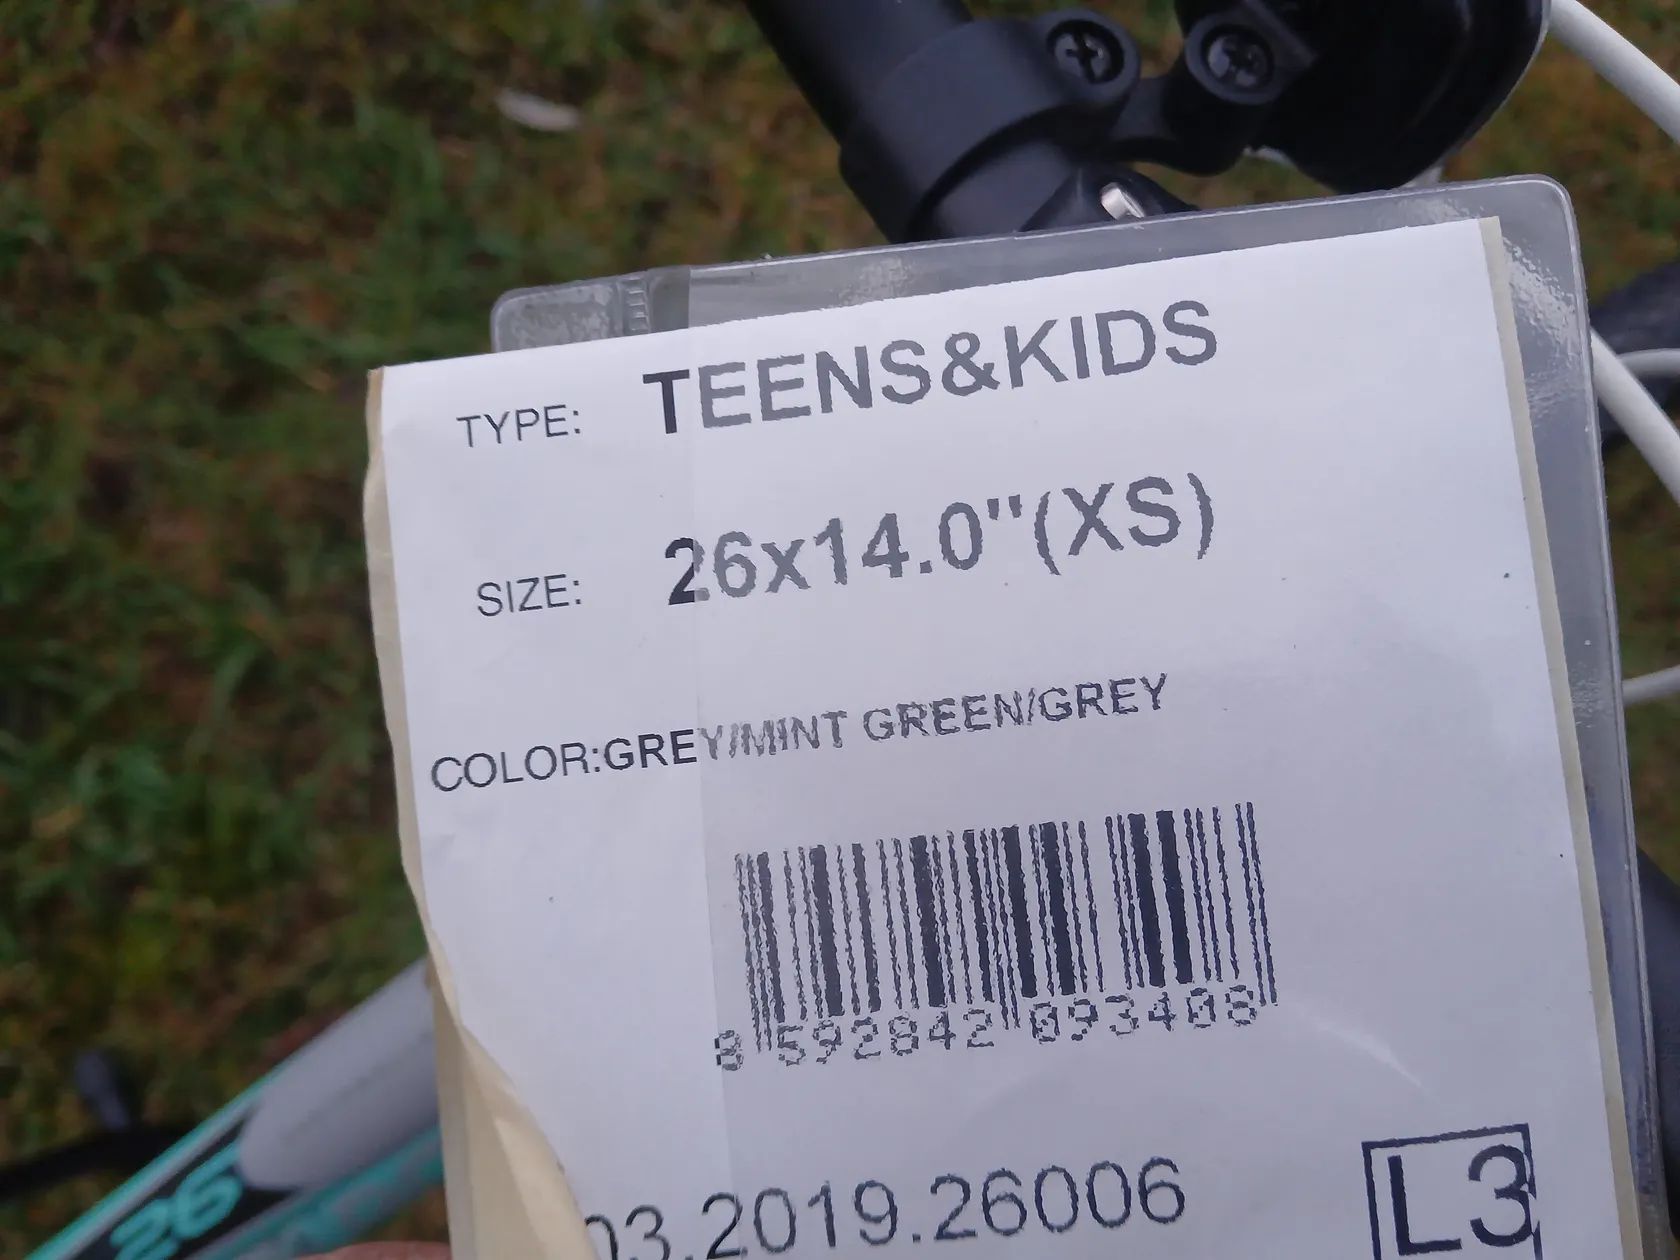 TYPE: TEENS&KIDS
SIZE: 26x14.0"(XS)
COLOR:GREY/MINT GREEN/GREY
8 592842 093408
03.2019.26006
L3
26